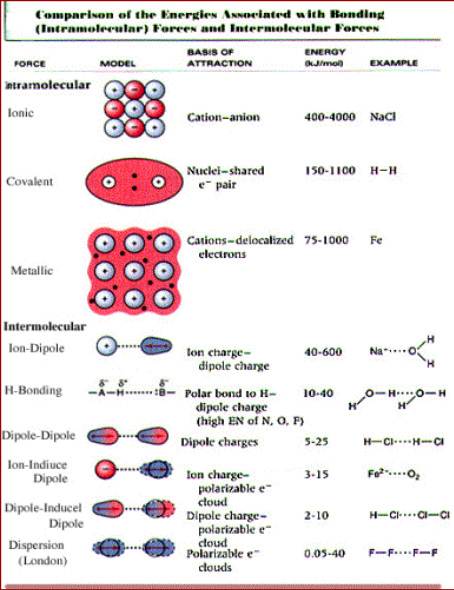 Comparison of the Energies Associated with Bonding
(Intramolecular) Forces and Intermolecular Forces
FORCE MODEL BASIS OF ATTRACTION ENERGY (kJ/mol) EXAMPLE
Intramolecular
Ionic Cation–anion 400-4000 NaCl
Covalent Nuclei–shared e⁻ pair 150-1100 H–H
Metallic Cations–delocalized electrons 75-1000 Fe
Intermolecular
Ion-Dipole Ion charge–dipole charge 40-600 Na⁺·····O H H
H-Bonding δ⁻ δ⁺ δ⁻ –A–H·······:B– Polar bond to H–dipole charge (high EN of N, O, F) 10-40 O–H····O–H H H
Dipole-Dipole Dipole charges 5-25 H–Cl····H–Cl
Ion-Indiuce Dipole Ion charge–polarizable e⁻ cloud 3-15 Fe²⁺····O₂
Dipole-Inducel Dipole Dipole charge–polarizable e⁻ cloud 2-10 H–Cl····Cl–Cl
Dispersion (London) Polarizable e⁻ clouds 0.05-40 F–F····F–F